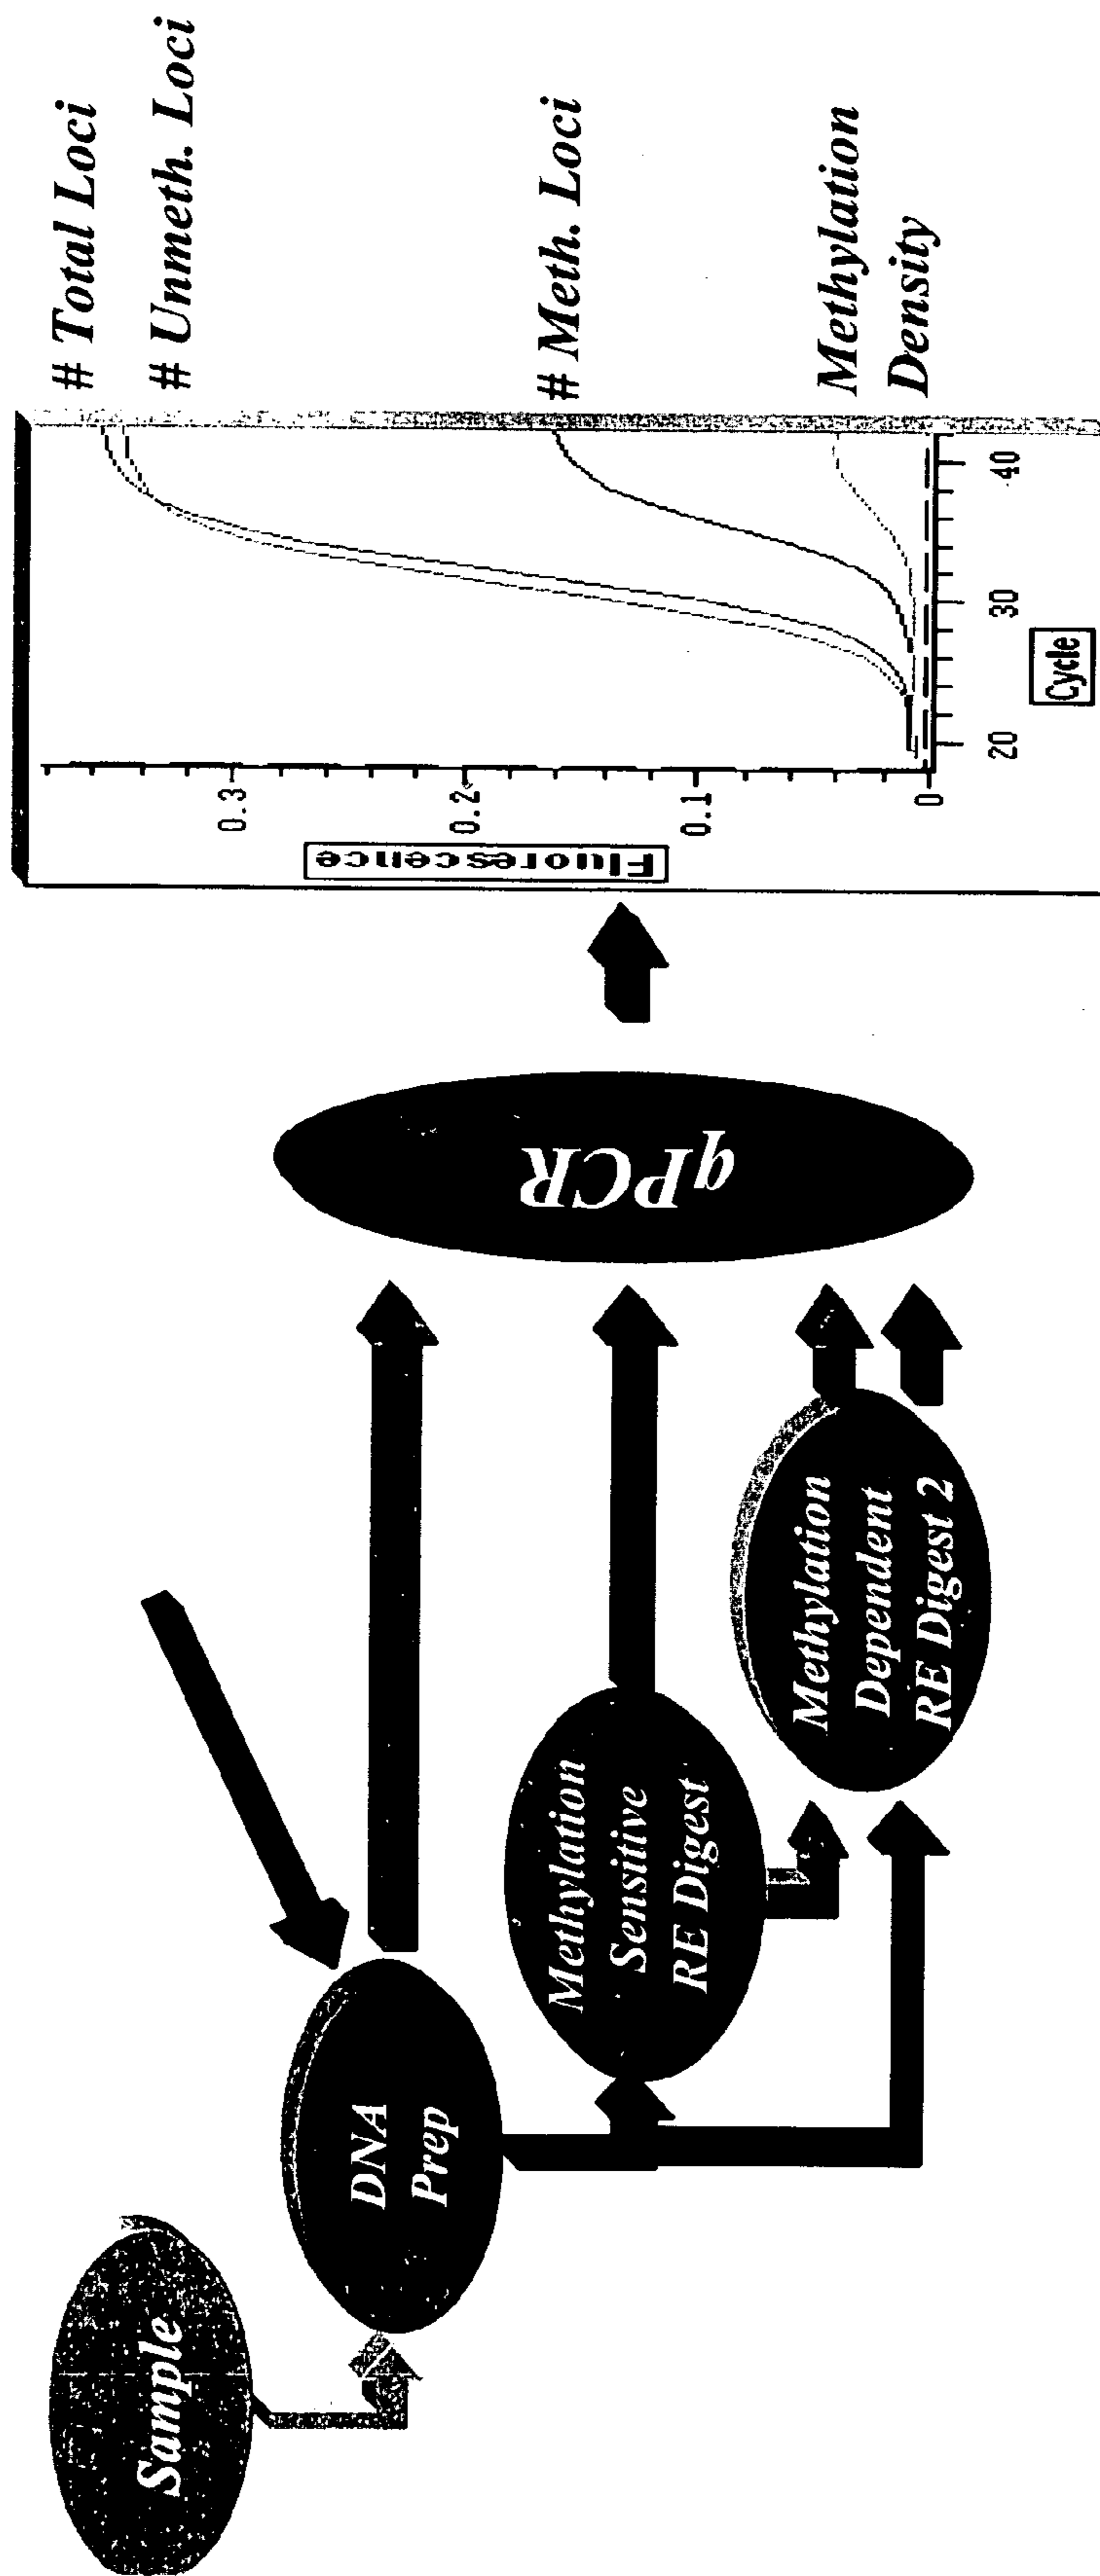 Sample
DNA
Prep
Methylation
Sensitive
RE Digest
Methylation
Dependent
RE Digest 2
qPCR
Fluorescence
0.3
0.2
0.1
0
20
30
40
Cycle
# Total Loci
# Unmeth. Loci
# Meth. Loci
Methylation
Density